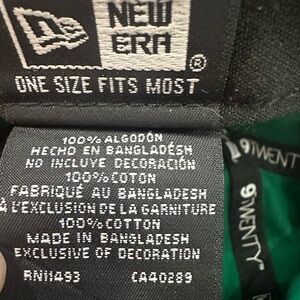 NEW
ERA®
ONE SIZE FITS MOST
100% ALGODÓN
HECHO EN BANGLADÉSH
NO INCLUYE DECORACIÓN
100% COTON
FABRIQUÉ AU BANGLADESH
À L'EXCLUSION DE LA GARNITURE
100% COTTON
MADE IN BANGLADESH
EXCLUSIVE OF DECORATION
RN11493 CA40289
9TWENTY
9TWENTY